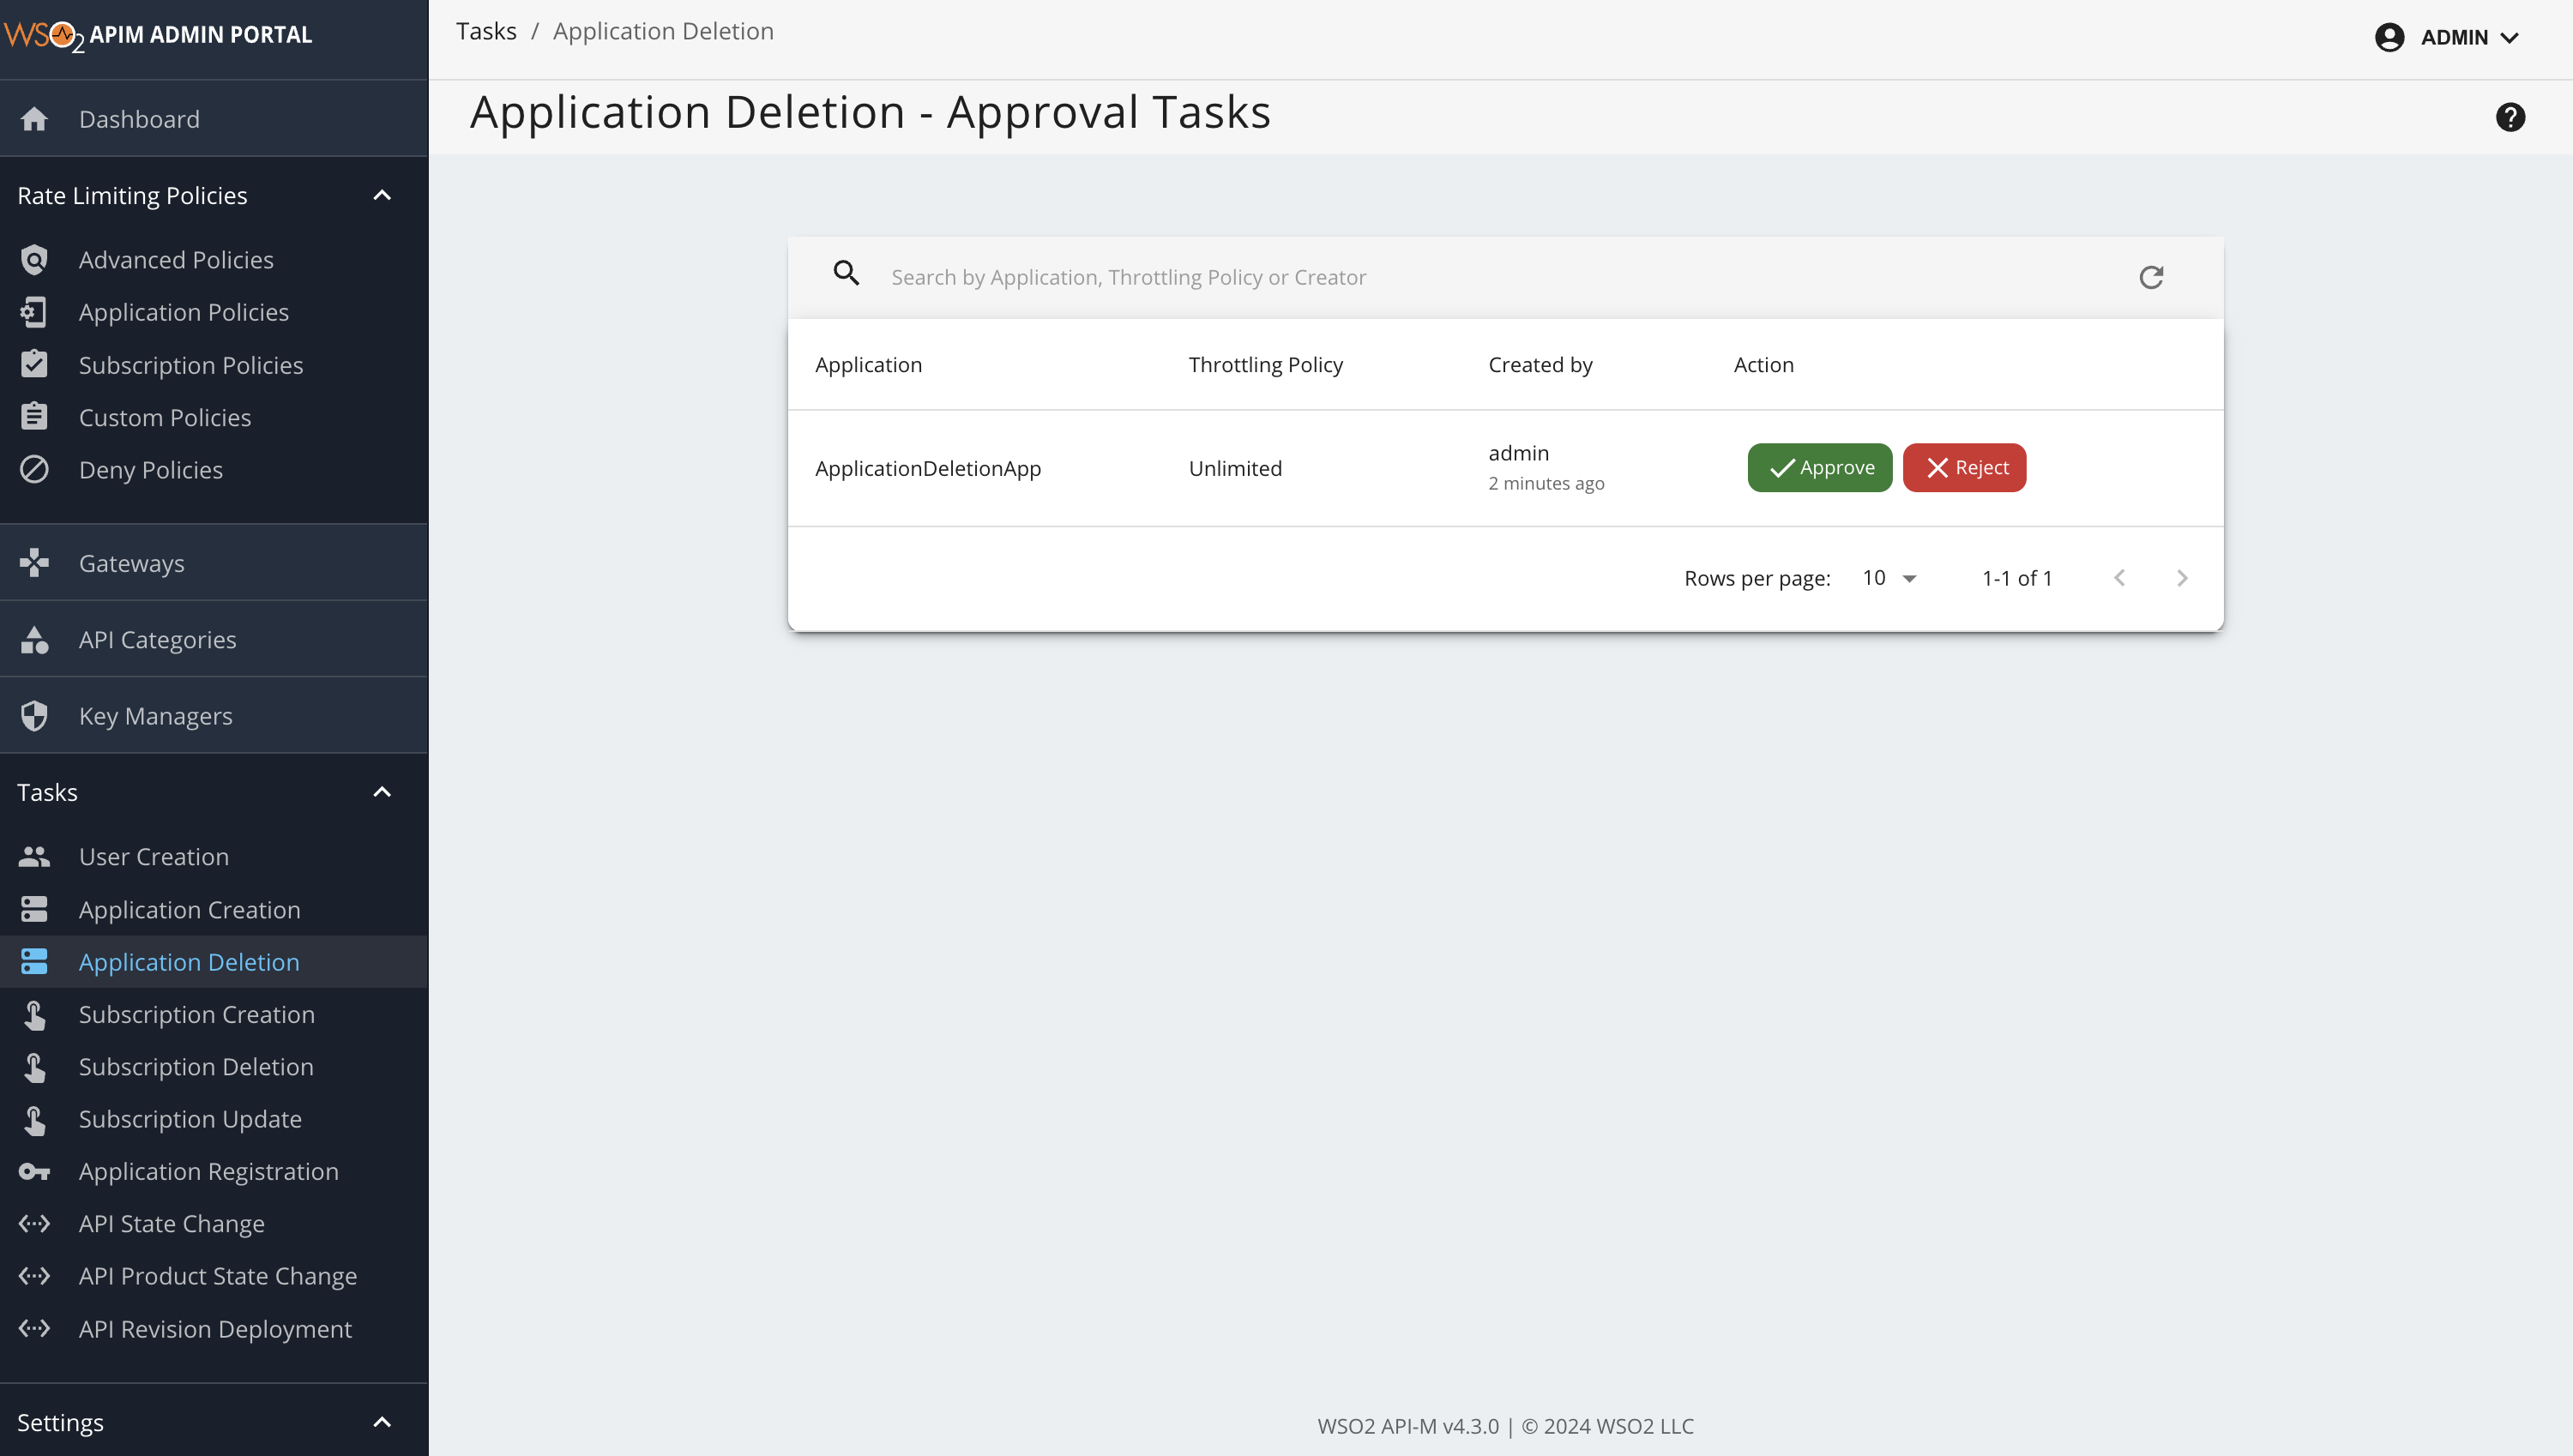 WSO2 APIM ADMIN PORTAL
Tasks / Application Deletion
ADMIN
Dashboard
Application Deletion - Approval Tasks
Rate Limiting Policies
Advanced Policies
Application Policies
Subscription Policies
Custom Policies
Deny Policies
Gateways
API Categories
Key Managers
Tasks
User Creation
Application Creation
Application Deletion
Subscription Creation
Subscription Deletion
Subscription Update
Application Registration
API State Change
API Product State Change
API Revision Deployment
Settings
Search by Application, Throttling Policy or Creator
Application Throttling Policy Created by Action
ApplicationDeletionApp Unlimited admin Approve Reject
2 minutes ago
Rows per page: 10 1-1 of 1
WSO2 API-M v4.3.0 | © 2024 WSO2 LLC